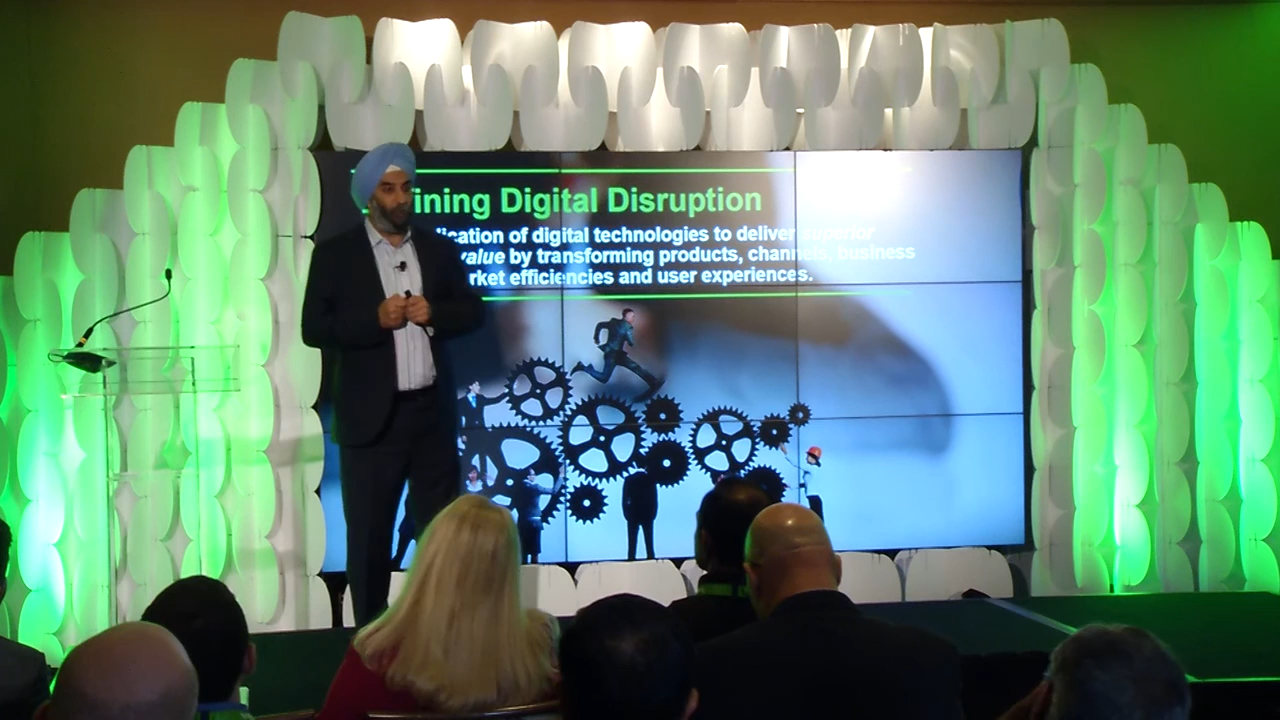 ining Digital Disruption
lication of digital technologies to deliver superior
value by transforming products, channels, business
rket efficiencies and user experiences.